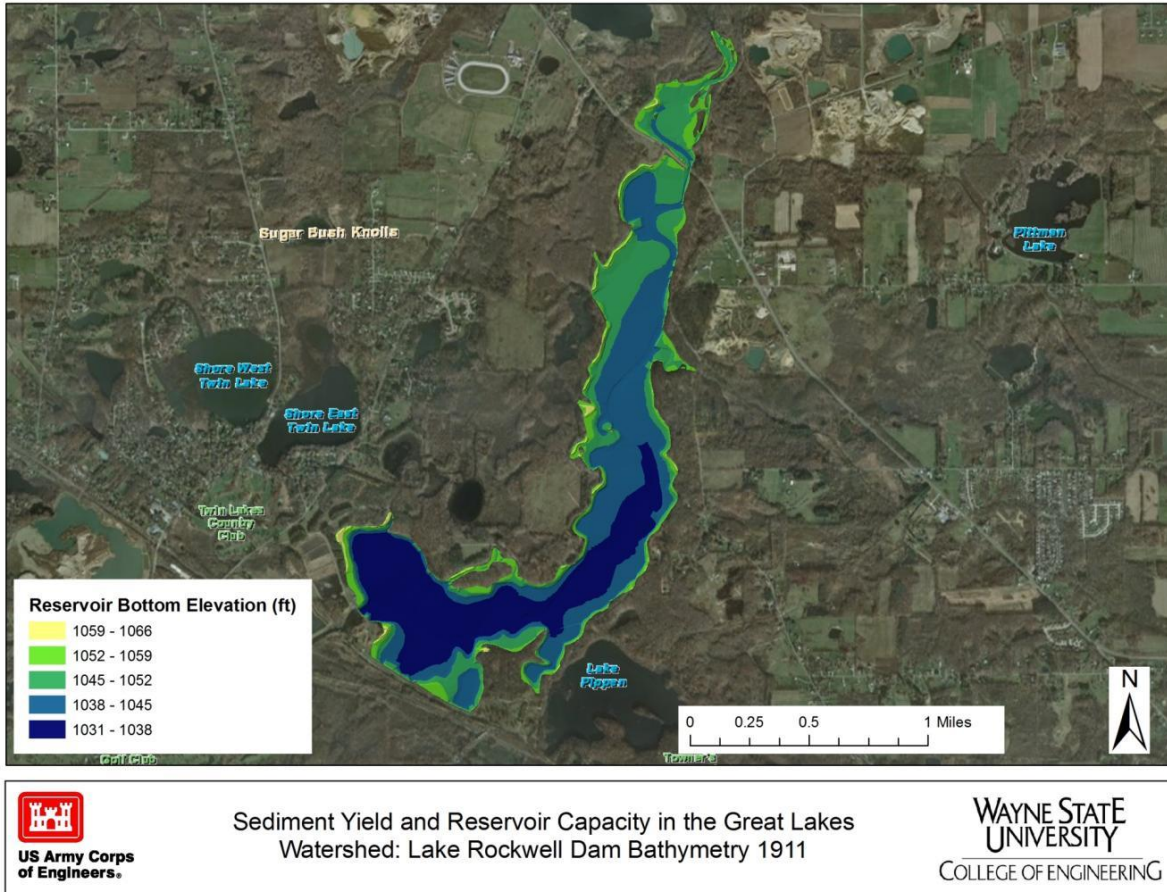 Sugar Bush Knolls
Pittman
Lake
Shore West
Twin Lake
Shore East
Twin Lake
Twin Lakes
Country
Club
Lake
Pippen
Golf Club
Towner's
Reservoir Bottom Elevation (ft)
1059 - 1066
1052 - 1059
1045 - 1052
1038 - 1045
1031 - 1038
0 0.25 0.5 1 Miles
N
US Army Corps
of Engineers®
Sediment Yield and Reservoir Capacity in the Great Lakes
Watershed: Lake Rockwell Dam Bathymetry 1911
WAYNE STATE
UNIVERSITY
COLLEGE OF ENGINEERING